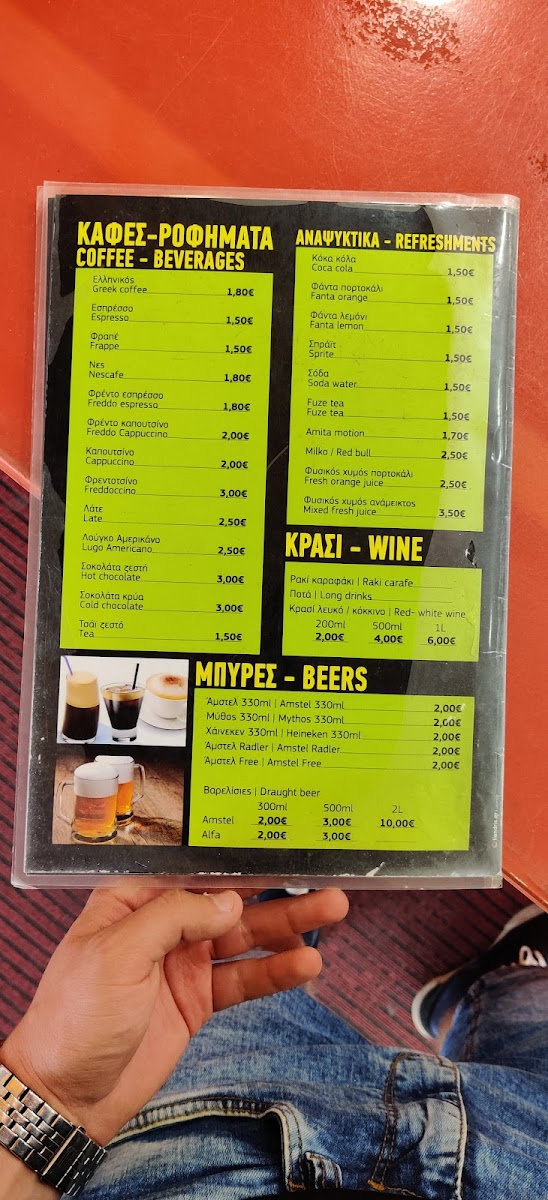 ΚΑΦΕΣ-ΡΟΦΗΜΑΤΑ
COFFEE - BEVERAGES
Ελληνικός
Greek coffee 1,80€
Εσπρέσσο
Espresso 1,50€
Φραπέ
Frappe 1,50€
Νες
Nescafe 1,80€
Φρέντο εσπρέσσο
Freddo espresso 1,80€
Φρέντο καπουτσίνο
Freddo Cappuccino 2,00€
Καπουτσίνο
Cappuccino 2,00€
Φρεντοτσίνο
Freddoccino 3,00€
Λάτε
Late 2,50€
Λούγκο Αμερικάνο
Lugo Americano 2,50€
Σοκολάτα ζεστή
Hot chocolate 3,00€
Σοκολάτα κρύα
Cold chocolate 3,00€
Τσάι ζεστό
Tea 1,50€
ΑΝΑΨΥΚΤΙΚΑ - REFRESHMENTS
Κόκα κόλα
Coca cola 1,50€
Φάντα πορτοκάλι
Fanta orange 1,50€
Φάντα λεμόνι
Fanta lemon 1,50€
Σπράϊτ
Sprite 1,50€
Σόδα
Soda water 1,50€
Fuze tea
Fuze tea 1,50€
Amita motion 1,70€
Milko / Red bull 2,50€
Φυσικός χυμός πορτοκάλι
Fresh orange juice 2,50€
Φυσικός χυμός ανάμεικτος
Mixed fresh juice 3,50€
ΚΡΑΣΙ - WINE
Ρακί καραφάκι | Raki carafe
Ποτά | Long drinks
Κρασί λευκό / κόκκινο | Red- white wine
200ml 500ml 1L
2,00€ 4,00€ 6,00€
ΜΠΥΡΕΣ - BEERS
Άμστελ 330ml | Amstel 330ml 2,00€
Μύθος 330ml | Mythos 330ml 2,00€
Χάινεκεν 330ml | Heineken 330ml 2,00€
Άμστελ Radler | Amstel Radler 2,00€
Άμστελ Free | Amstel Free 2,00€
Βαρελίσιες | Draught beer
300ml 500ml 2L
Amstel 2,00€ 3,00€ 10,00€
Alfa 2,00€ 3,00€